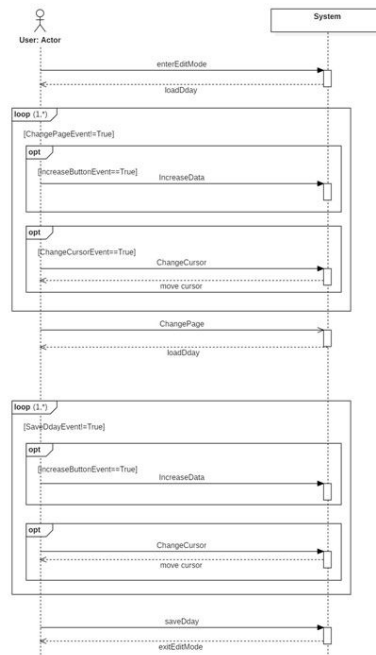 System
User: Actor
enterEditMode
loadDday
loop (1,*)
[ChangePageEvent!=True]
opt
[IncreaseButtonEvent==True]
IncreaseData
opt
[ChangeCursorEvent==True]
ChangeCursor
move cursor
ChangePage
loadDday
loop (1,*)
[SaveDdayEvent!=True]
opt
[IncreaseButtonEvent==True]
IncreaseData
opt
ChangeCursor
move cursor
saveDday
exitEditMode